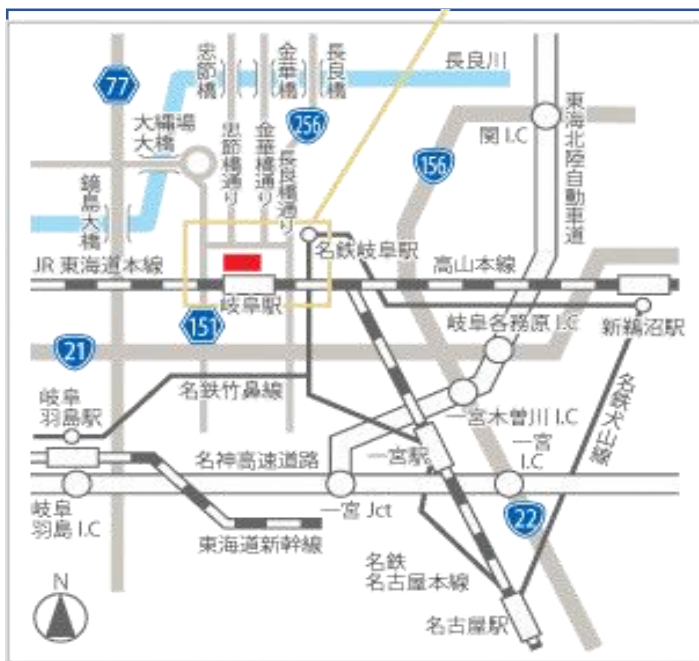 忠節橋
金華橋
長良橋
長良川
77
大縄場
大橋
256
関 I.C
東海北陸自動車道
156
鏡島大橋
忠節橋通り
金華橋通り
長良橋通り
名鉄岐阜駅
JR 東海道本線
高山本線
岐阜駅
151
岐阜各務原 I.C
新鵜沼駅
21
名鉄竹鼻線
岐阜
羽島駅
一宮木曽川 I.C
名鉄犬山線
名神高速道路
一宮駅
一宮
I.C
岐阜
羽島 I.C
一宮 Jct
22
東海道新幹線
名鉄
名古屋本線
N
名古屋駅